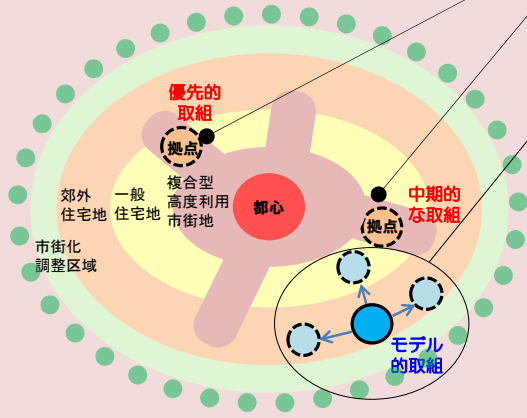 優先的
取組
拠点
複合型
高度利用
市街地
郊外
住宅地
一般
住宅地
都心
中期的
な取組
拠点
市街化
調整区域
モデル
的取組